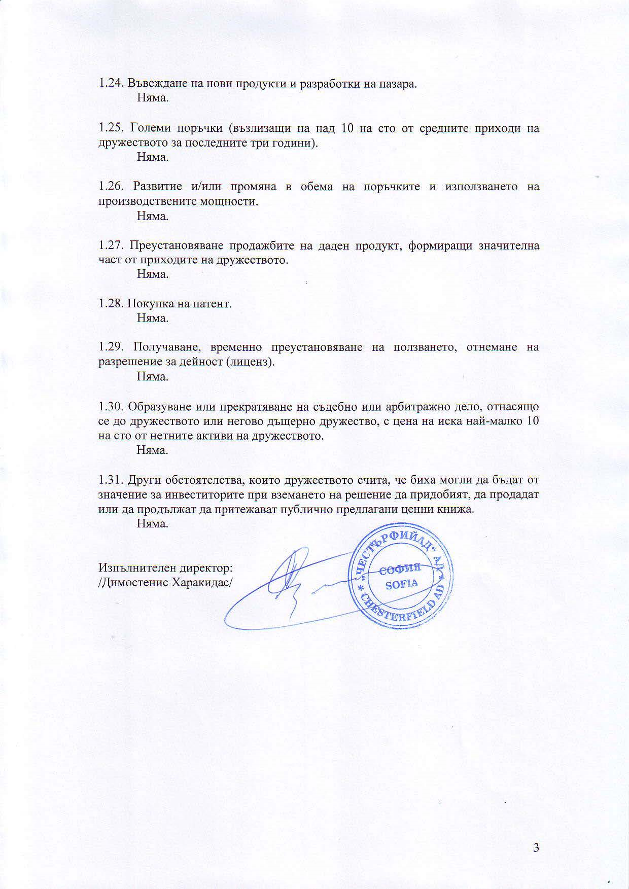 1.24. Въвеждане на нови продукти и разработки на пазара.
Няма.
1.25. Големи поръчки (възлизащи на над 10 на сто от средните приходи на
дружеството за последните три години).
Няма.
1.26. Развитие и/или промяна в обема на поръчките и използването на
производствените мощности.
Няма.
1.27. Преустановяване продажбите на даден продукт, формиращи значителна
част от приходите на дружеството.
Няма.
1.28. Покупка на патент.
Няма.
1.29. Получаване, временно преустановяване на ползването, отнемане на
разрешение за дейност (лиценз).
Няма.
1.30. Образуване или прекратяване на съдебно или арбитражно дело, отнасящо
се до дружеството или негово дъщерно дружество, с цена на иска най-малко 10
на сто от нетните активи на дружеството.
Няма.
1.31. Други обстоятелства, които дружеството счита, че биха могли да бъдат от
значение за инвеститорите при вземането на решение да придобият, да продадат
или да продължат да притежават публично предлагани ценни книжа.
Няма.
Изпълнителен директор:
/Димостенис Харакидас/
"ЧЕСТЪРФИЙЛД" АД
СОФИЯ
SOFIA
* CHESTERFIELD AD *
3